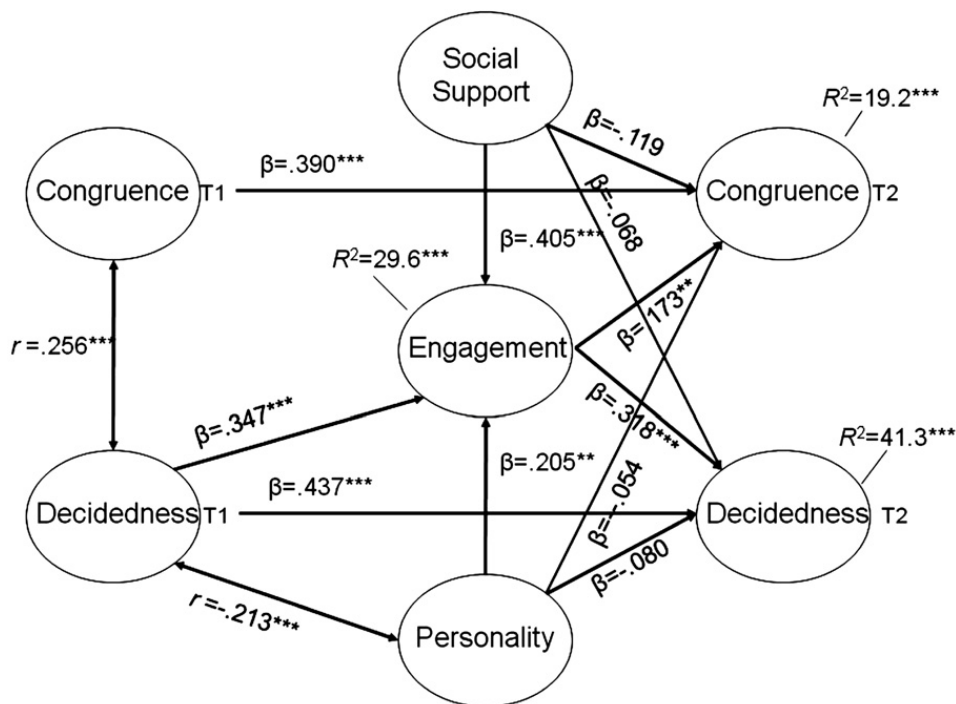 Social
Support
R²=19.2***
β=-.119
Congruence T1
β=.390***
Congruence T2
β=-.068
β=.405***
R²=29.6***
β=.173**
Engagement
r =.256***
β=.347***
β=.318***
R²=41.3***
β=.205**
β=.437***
β=-.054
Decidedness T1
Decidedness T2
β=-.080
r =-.213***
Personality